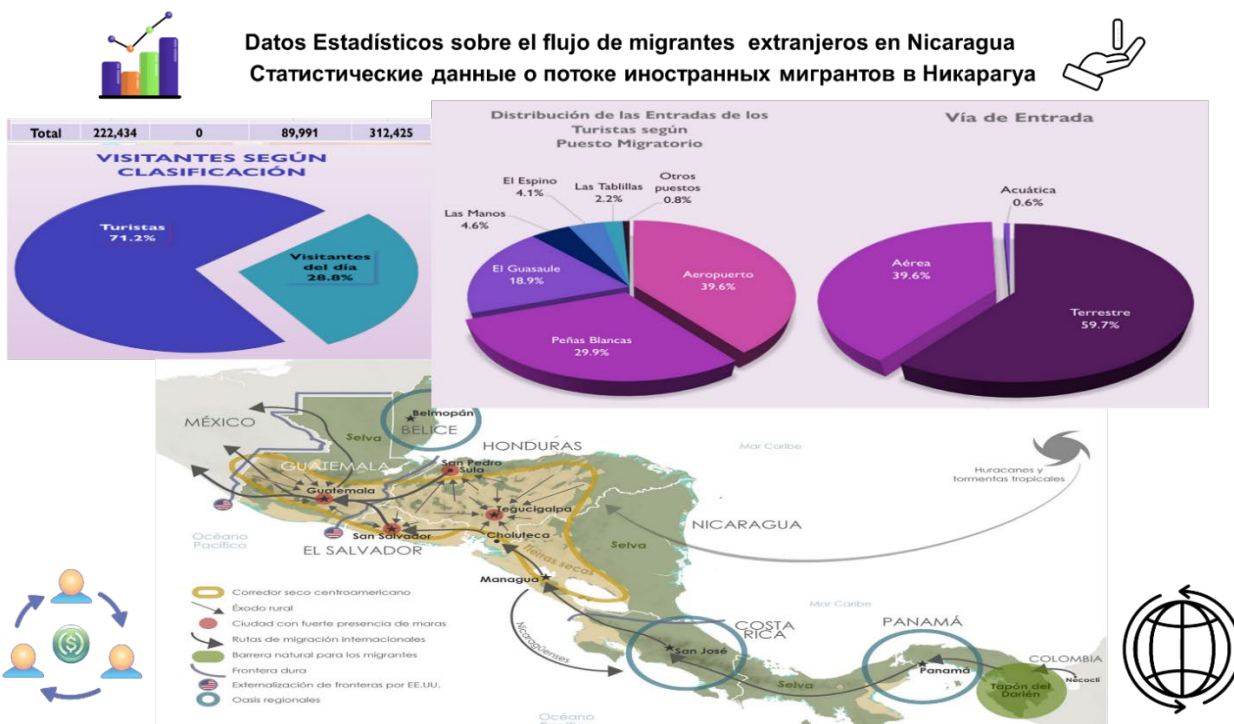 Datos Estadísticos sobre el flujo de migrantes extranjeros en Nicaragua
Статистические данные о потоке иностранных мигрантов в Никарагуа
Total 222,434 0 89,991 312,425
VISITANTES SEGÚN
CLASIFICACIÓN
Turistas
71.2%
Visitantes
del día
28.8%
Distribución de las Entradas de los
Turistas según
Puesto Migratorio
El Espino
4.1%
Las Tablillas
2.2%
Otros
puestos
0.8%
Las Manos
4.6%
El Guasaule
18.9%
Aeropuerto
39.6%
Peñas Blancas
29.9%
Vía de Entrada
Acuática
0.6%
Aérea
39.6%
Terrestre
59.7%
MÉXICO
Belmopán
BELICE
Selva
HONDURAS
Mar Caribe
GUATEMALA
San Pedro
Sula
Huracanes y
tormentas tropicales
Guatemala
Tegucigalpa
NICARAGUA
Océano
Pacífico
San Salvador
Choluteca
EL SALVADOR
Tierras secas
Selva
Managua
Corredor seco centroamericano
Éxodo rural
Ciudad con fuerte presencia de maras
Rutas de migración internacionales
Barrera natural para los migrantes
Frontera dura
Externalización de fronteras por EE.UU.
Oasis regionales
Nicaragüenses
Mar Caribe
COSTA
RICA
PANAMÁ
San José
COLOMBIA
Panamá
Necoclí
Selva
Tapón del
Darién
Océano